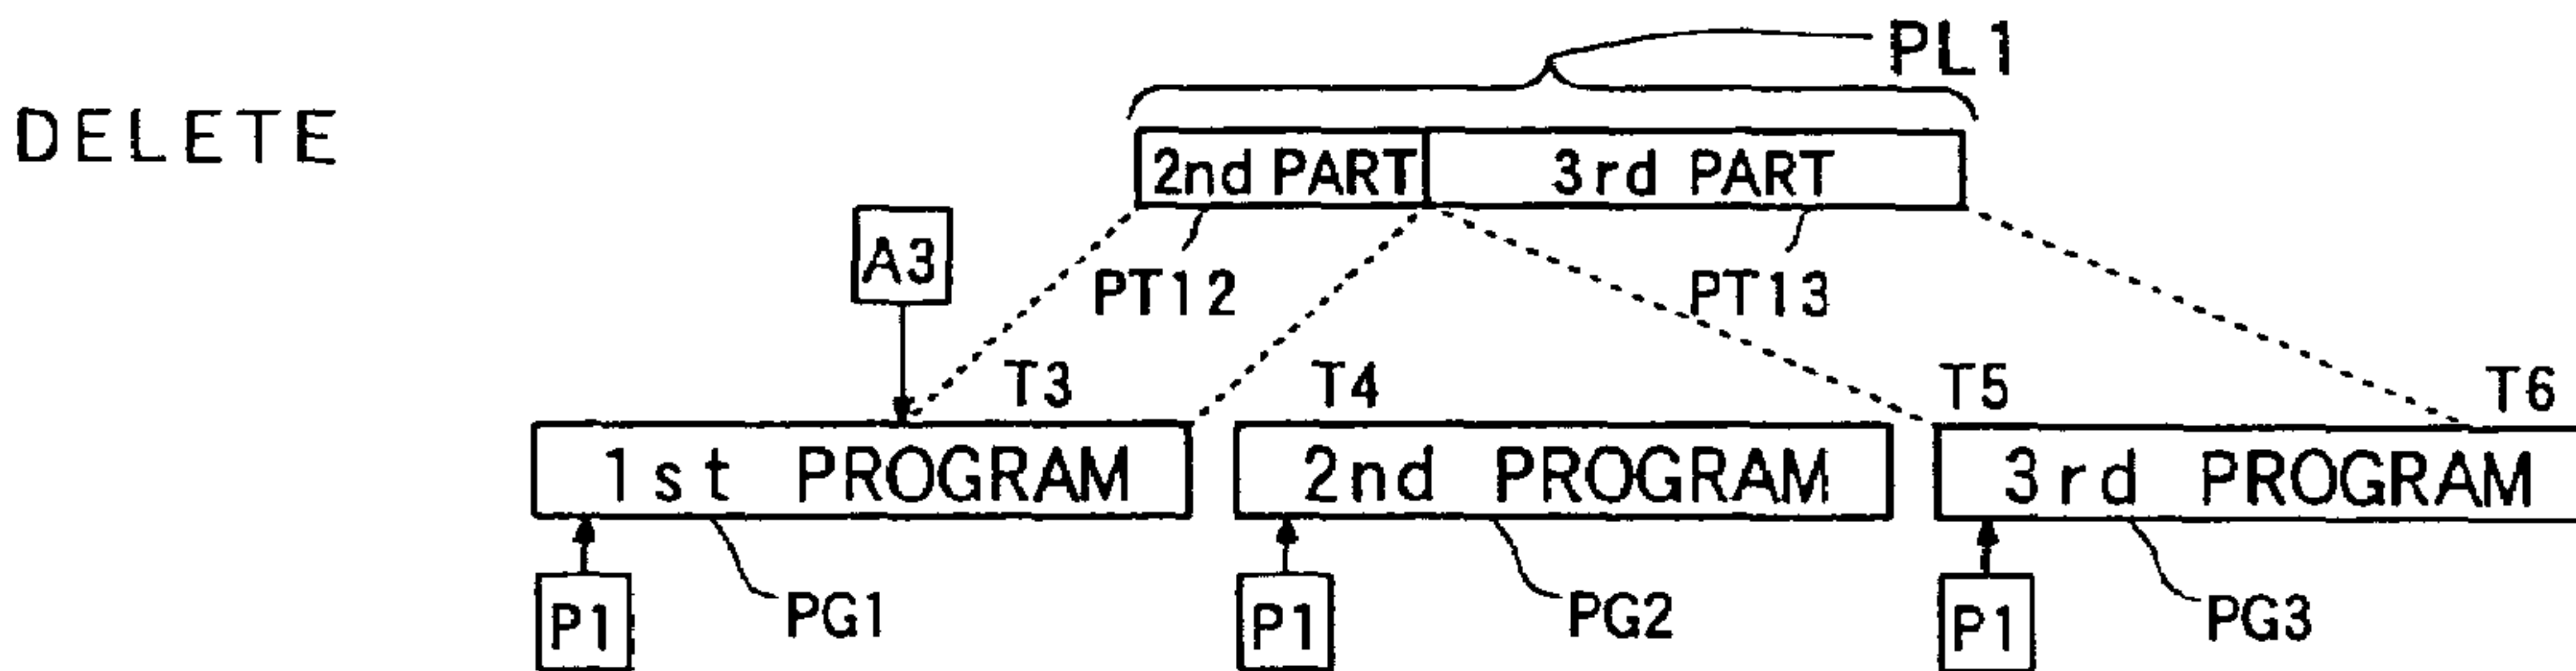 PL1
DELETE
2nd PART 3rd PART
A3
PT12 PT13
T3 T4 T5 T6
1st PROGRAM 2nd PROGRAM 3rd PROGRAM
P1 PG1 P1 PG2 P1 PG3